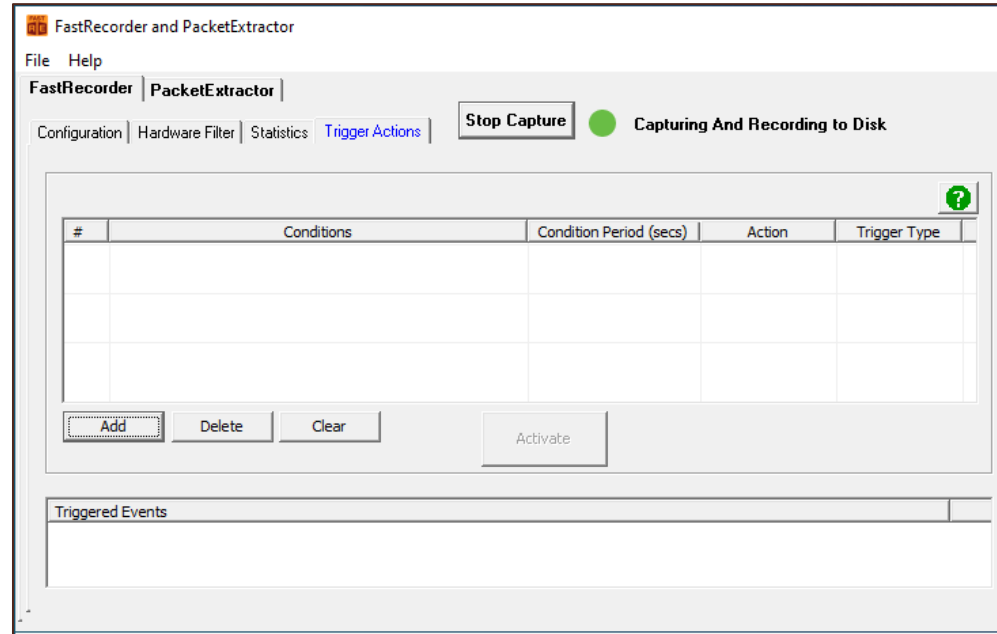 FastRecorder and PacketExtractor
File Help
FastRecorder PacketExtractor
Configuration Hardware Filter Statistics Trigger Actions Stop Capture Capturing And Recording to Disk
?
# Conditions Condition Period (secs) Action Trigger Type
Add Delete Clear Activate
Triggered Events